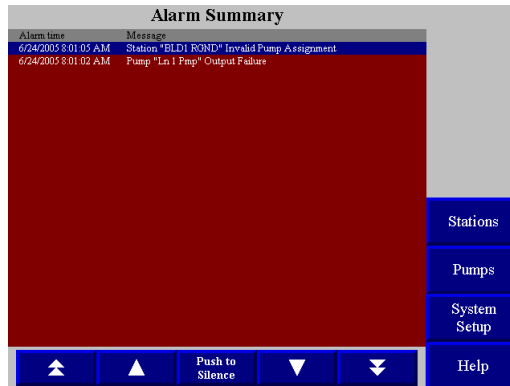 Alarm Summary
Alarm time Message
6/24/2005 8:01:05 AM Station "BLD1 RGND" Invalid Pump Assignment
6/24/2005 8:01:02 AM Pump "Ln 1 Pmp" Output Failure
Stations
Pumps
System
Setup
Push to
Silence
Help